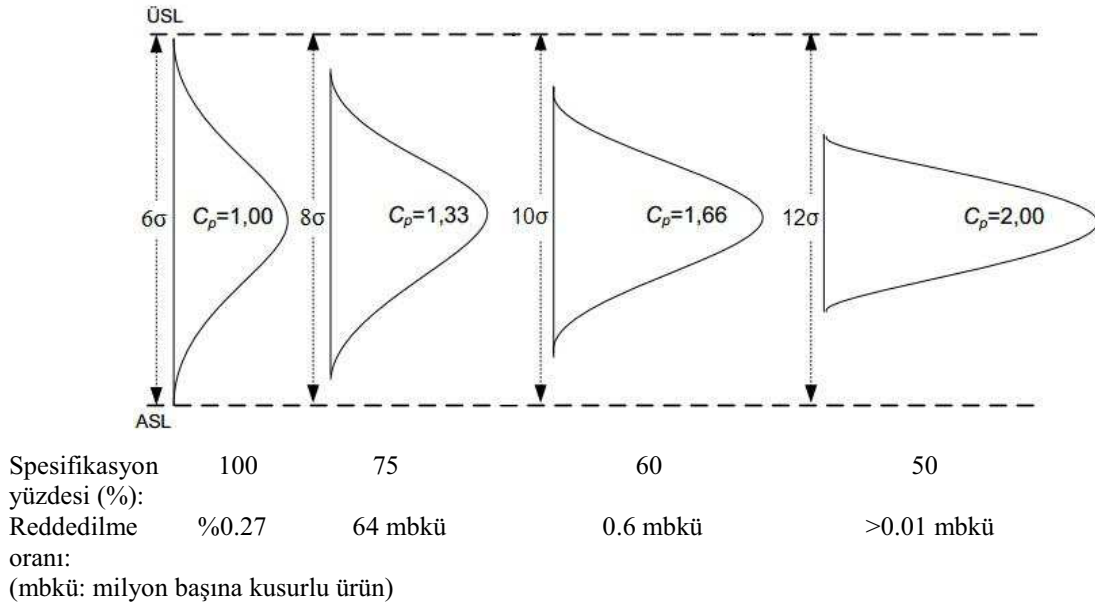 ÜSL
6σ Cp=1,00 8σ Cp=1,33 10σ Cp=1,66 12σ Cp=2,00
ASL
Spesifikasyon 100 75 60 50
yüzdesi (%):
Reddedilme %0.27 64 mbkü 0.6 mbkü >0.01 mbkü
oranı:
(mbkü: milyon başına kusurlu ürün)